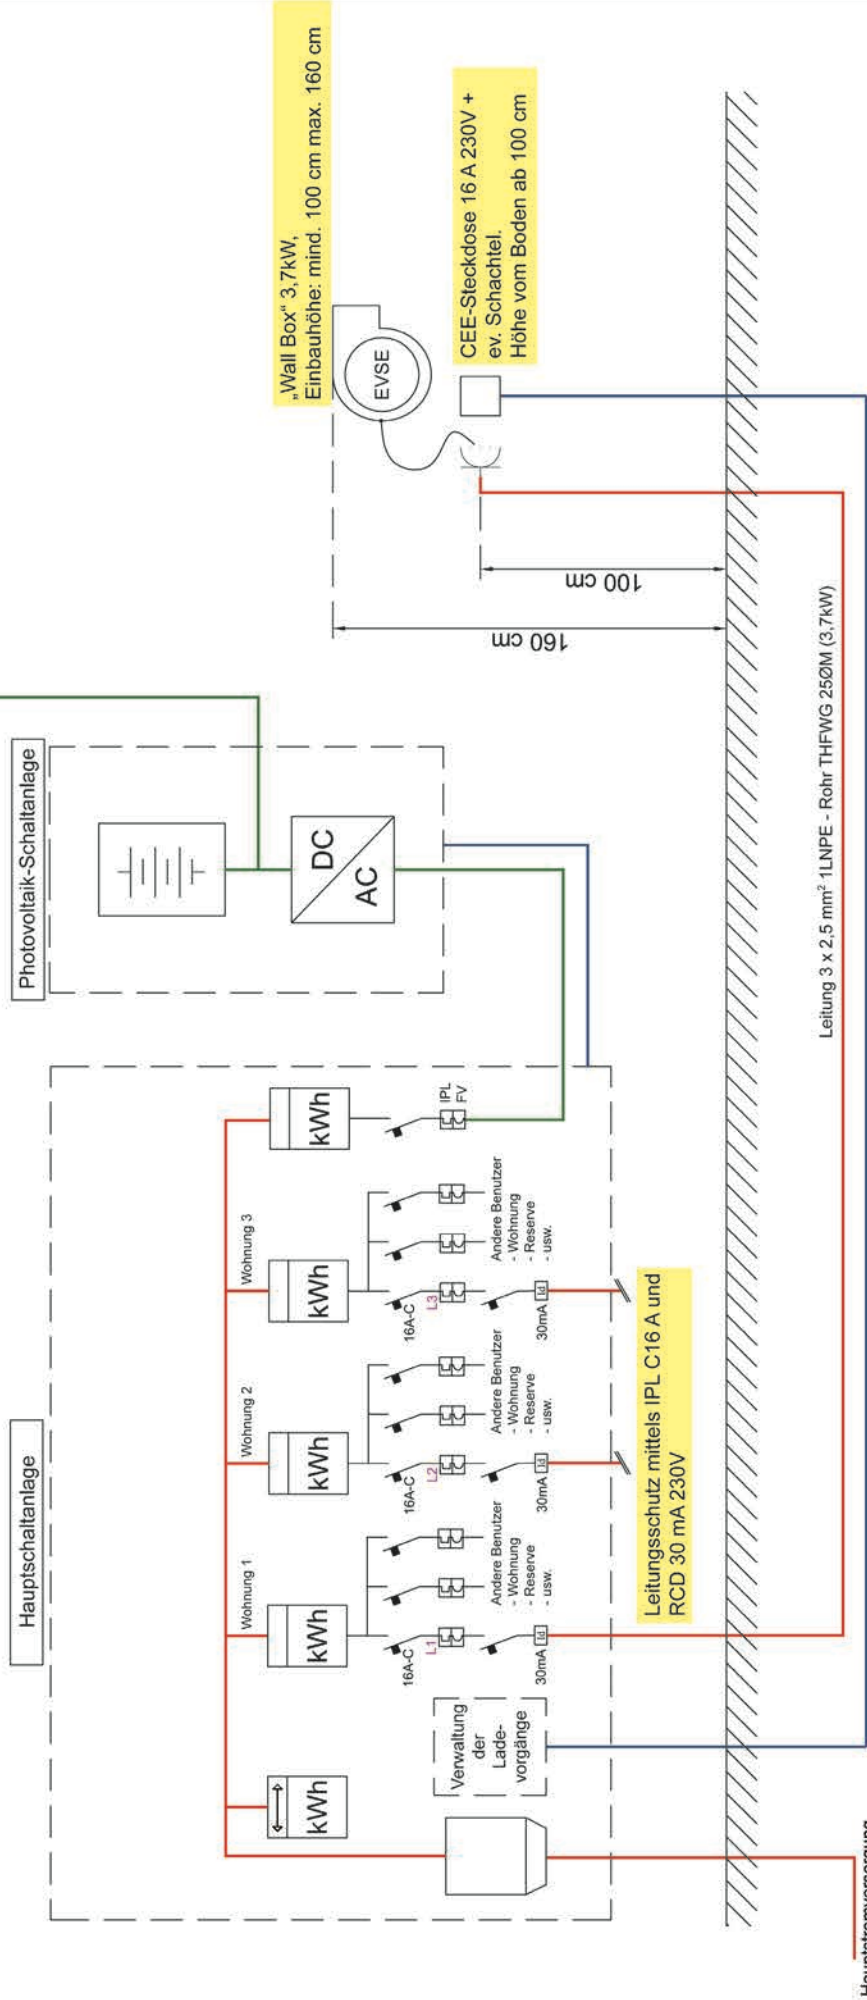 Hauptschaltanlage
Photovoltaik-Schaltanlage
„Wall Box“ 3,7kW,
Einbauhöhe: mind. 100 cm max. 160 cm
EVSE
CEE-Steckdose 16 A 230V +
ev. Schachtel.
Höhe vom Boden ab 100 cm
DC
AC
160 cm
100 cm
kWh
Wohnung 1
kWh
Wohnung 2
kWh
Wohnung 3
kWh
kWh
16A-C
L1
30mA
Id
Andere Benutzer
- Wohnung
- Reserve
- usw.
16A-C
L2
30mA
Id
Andere Benutzer
- Wohnung
- Reserve
- usw.
16A-C
L3
30mA
Id
Andere Benutzer
- Wohnung
- Reserve
- usw.
IPL
FV
Verwaltung
der
Lade-
vorgänge
Leitungsschutz mittels IPL C16 A und
RCD 30 mA 230V
Leitung 3 x 2,5 mm² 1LNPE - Rohr THFWG 25ØM (3,7kW)
Hauptstromversorgung